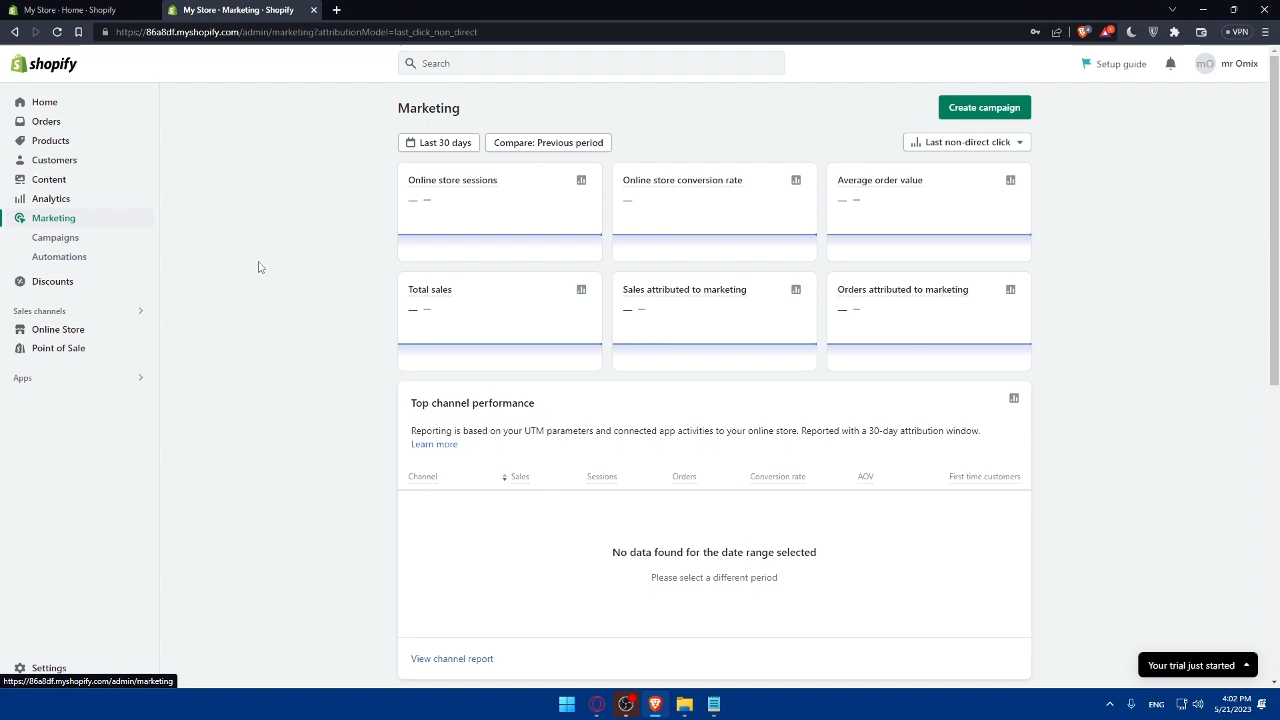 My Store · Home · Shopify
My Store · Marketing · Shopify
https://86a8df.myshopify.com/admin/marketing?attributionModel=last_click_non_direct
VPN
shopify
Search
Setup guide
mO
mr Omix
Home
Orders
Products
Customers
Content
Analytics
Marketing
Campaigns
Automations
Discounts
Sales channels
Online Store
Point of Sale
Apps
Settings
Marketing
Create campaign
Last 30 days
Compare: Previous period
Last non-direct click
Online store sessions
— —
Online store conversion rate
—
Average order value
— —
Total sales
— —
Sales attributed to marketing
— —
Orders attributed to marketing
— —
Top channel performance
Reporting is based on your UTM parameters and connected app activities to your online store. Reported with a 30-day attribution window.
Learn more
Channel Sales Sessions Orders Conversion rate AOV First time customers
No data found for the date range selected
Please select a different period
View channel report
Your trial just started
https://86a8df.myshopify.com/admin/marketing
ENG
4:02 PM
5/21/2023